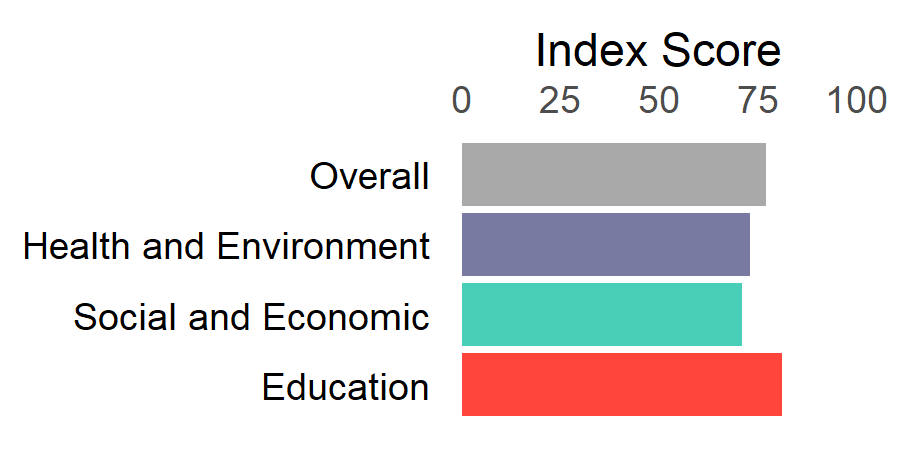 Index Score
0 25 50 75 100
Overall
Health and Environment
Social and Economic
Education